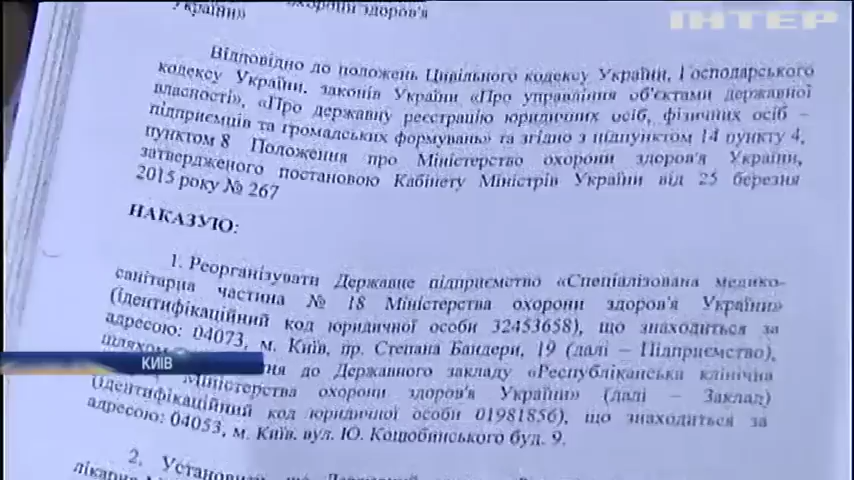 ІНТЕР
України»
охорони здоров'я
Відповідно до положень Цивільного кодексу України, Господарського
кодексу України, законів України «Про управління об'єктами державної
власності», «Про державну реєстрацію юридичних осіб, фізичних осіб –
підприємців та громадських формувань» та згідно з підпунктом 14 пункту 4,
пунктом 8 Положення про Міністерство охорони здоров'я України,
затвердженого постановою Кабінету Міністрів України від 25 березня
2015 року № 267
НАКАЗУЮ:
1. Реорганізувати Державне підприємство «Спеціалізована медико-
санітарна частина № 18 Міністерства охорони здоров'я України»
(ідентифікаційний код юридичної особи 32453658), що знаходиться за
адресою: 04073, м. Київ, пр. Степана Бандери, 19 (далі – Підприємство),
шляхом до Державного закладу «Республіканська клінічна
Міністерства охорони здоров'я України» (далі – Заклад)
(ідентифікаційний код юридичної особи 01981856), що знаходиться за
адресою: 04053, м. Київ. вул. Ю. Коцюбинського буд. 9.
КИЇВ
2.